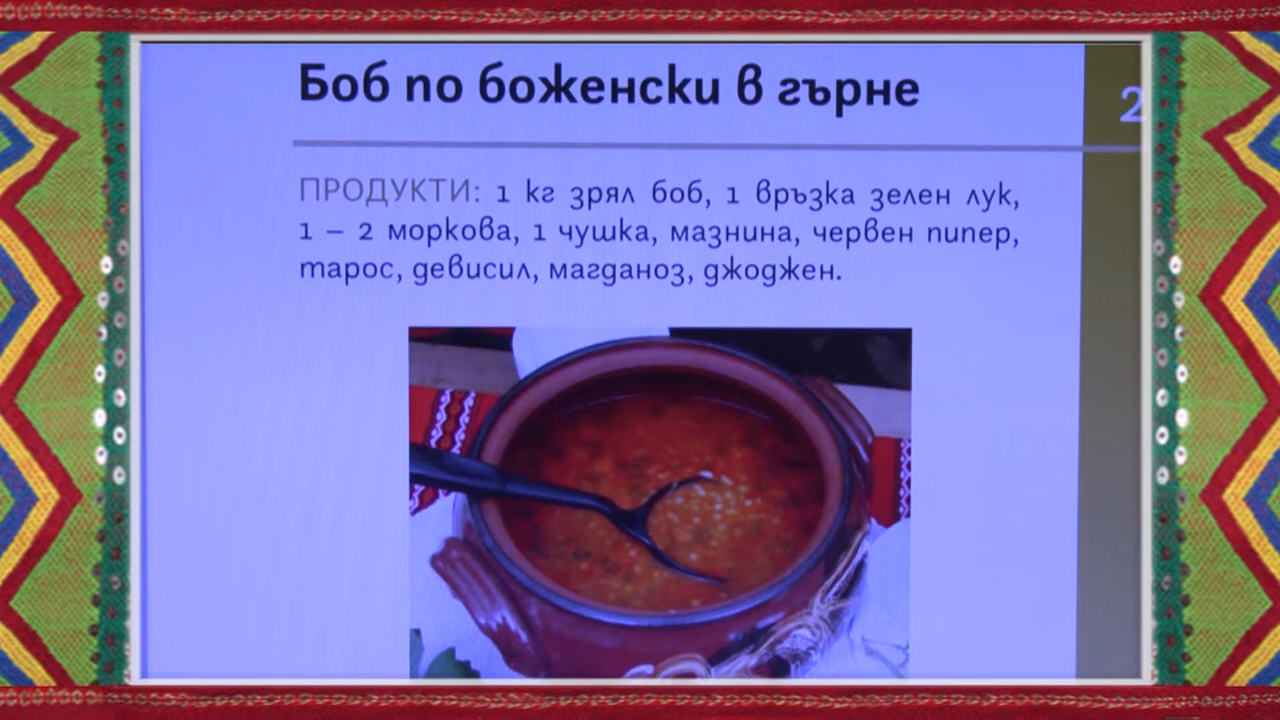 Боб по боженски в гърне
2
ПРОДУКТИ: 1 кг зрял боб, 1 връзка зелен лук,
1 – 2 моркова, 1 чушка, мазнина, червен пипер,
тарос, девисил, магданоз, джоджен.